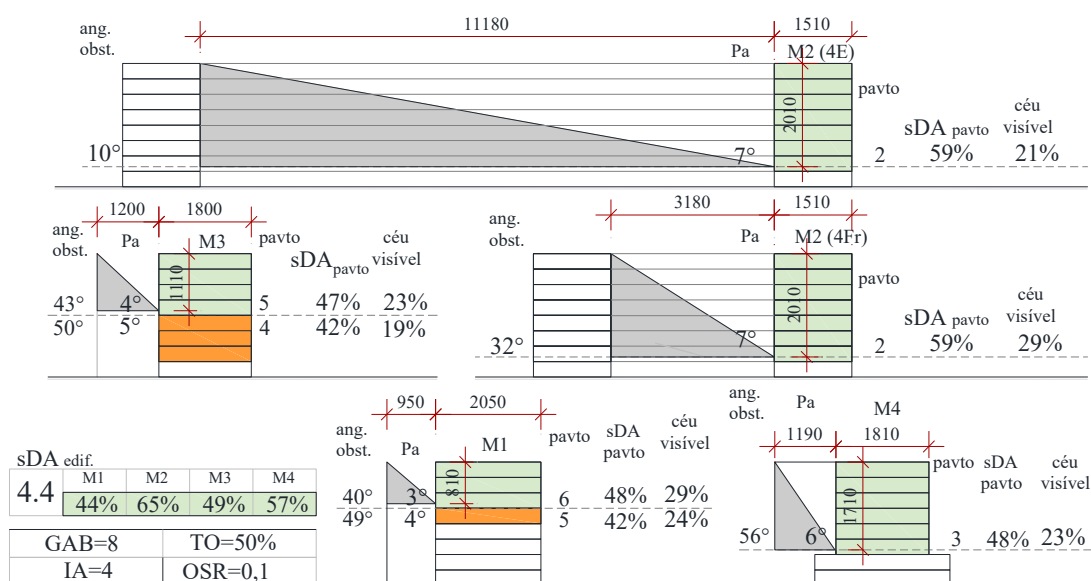 ang.
obst.
11180
1510
Pa
M2 (4E)
pavto
2010
sDA pavto
céu
visível
10°
7°
2
59%
21%
1200
1800
ang.
obst.
Pa
M3
pavto
sDA pavto
céu
visível
1110
43°
4°
5
47%
23%
50°
5°
4
42%
19%
3180
1510
Pa
M2 (4Fr)
pavto
2010
sDA pavto
céu
visível
32°
7°
2
59%
29%
950
2050
ang.
obst.
Pa
M1
pavto
sDA
pavto
céu
visível
810
40°
3°
6
48%
29%
49°
4°
5
42%
24%
ang.
obst.
Pa
M4
1190
1810
pavto
sDA
pavto
céu
visível
1710
56°
6°
3
48%
23%
sDA edif.
M1 M2 M3 M4
4.4 44% 65% 49% 57%
GAB=8 TO=50%
IA=4 OSR=0,1